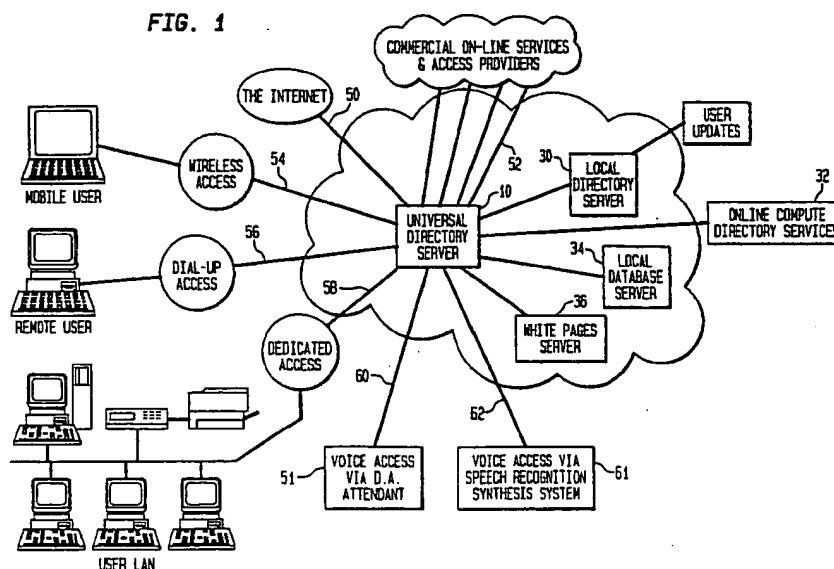 FIG. 1
COMMERCIAL ON-LINE SERVICES
& ACCESS PROVIDERS
THE INTERNET
50
52
USER
UPDATES
MOBILE USER
WIRELESS
ACCESS
54
10
30
LOCAL
DIRECTORY
SERVER
32
UNIVERSAL
DIRECTORY
SERVER
ONLINE COMPUTE
DIRECTORY SERVICES
REMOTE USER
DIAL-UP
ACCESS
56
34
LOCAL
DATABASE
SERVER
58
36
WHITE PAGES
SERVER
DEDICATED
ACCESS
60
62
51
VOICE ACCESS
VIA D.A.
ATTENDANT
VOICE ACCESS VIA
SPEECH RECOGNITION
SYNTHESIS SYSTEM
61
USER LAN